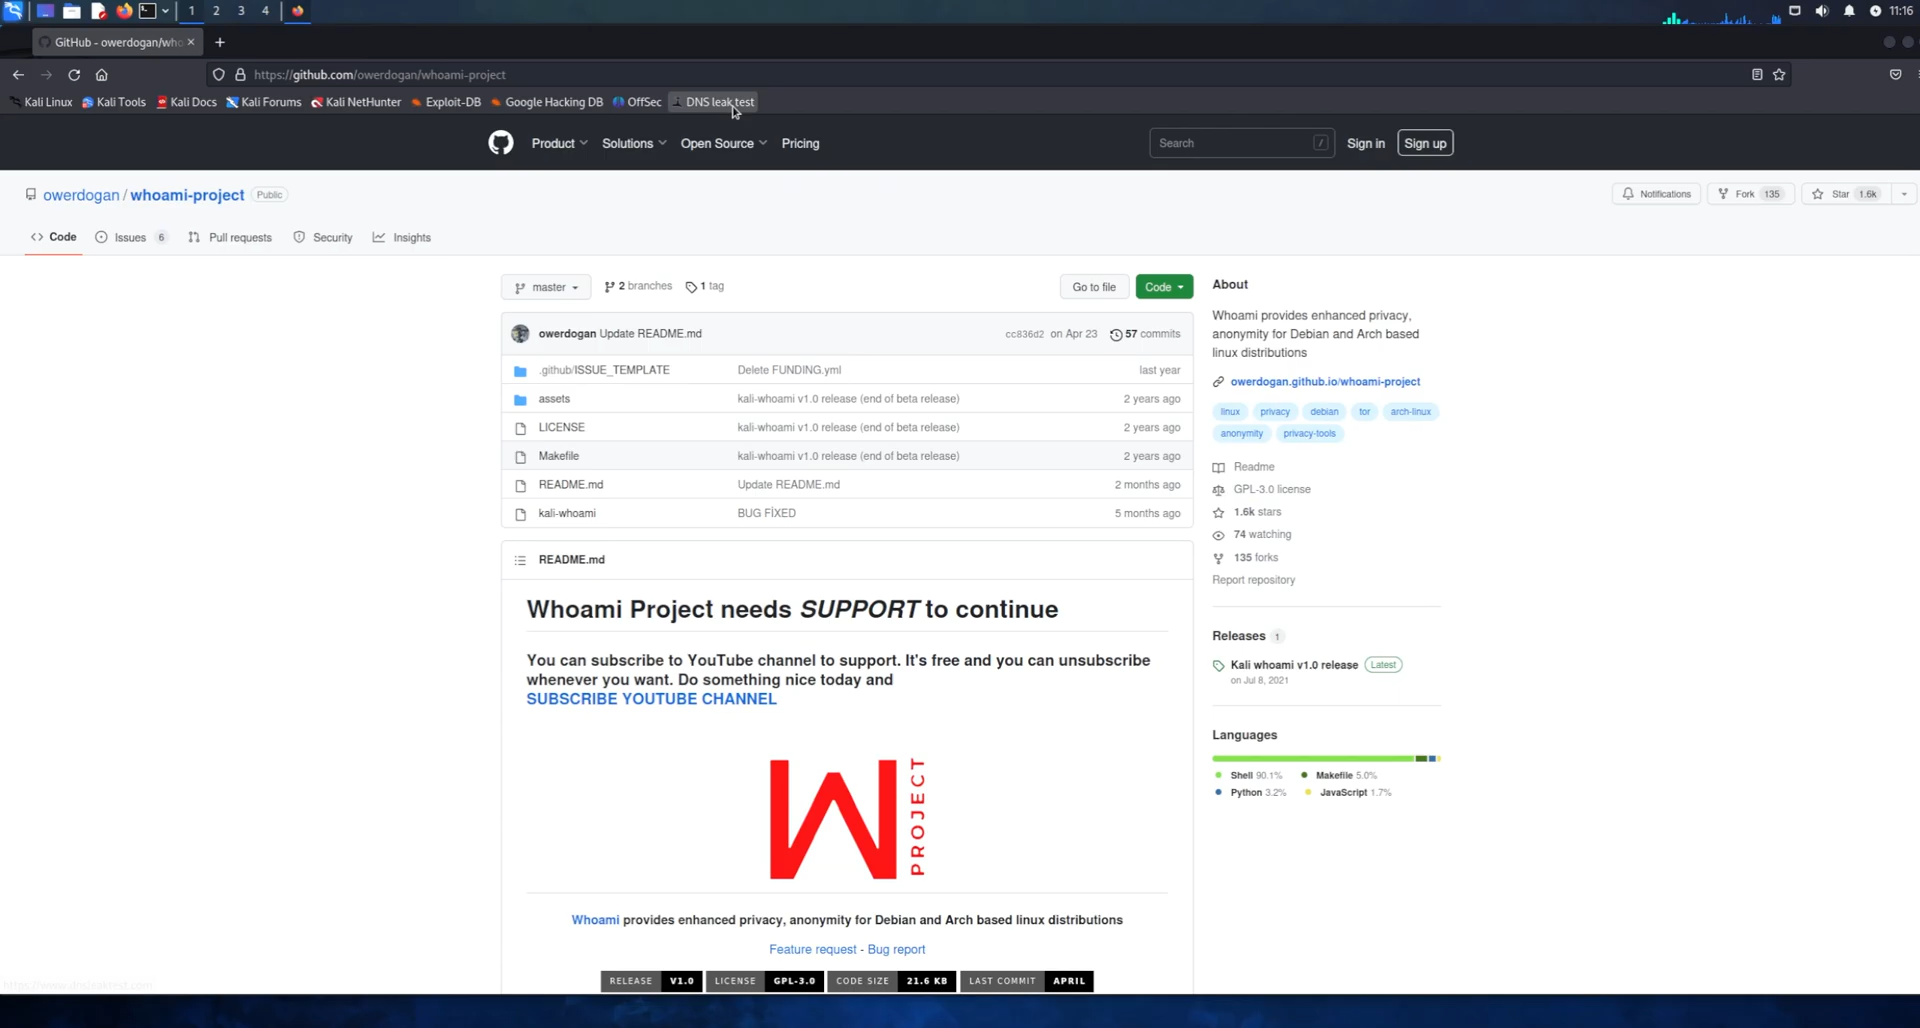 1 2 3 4 11:16
GitHub - owerdogan/who
https://github.com/owerdogan/whoami-project
Kali Linux Kali Tools Kali Docs Kali Forums Kali NetHunter Exploit-DB Google Hacking DB OffSec DNS leak test
Product Solutions Open Source Pricing Search / Sign in Sign up
owerdogan / whoami-project Public Notifications Fork 135 Star 1.6k
Code Issues 6 Pull requests Security Insights
master 2 branches 1 tag Go to file Code
owerdogan Update README.md cc836d2 on Apr 23 57 commits
.github/ISSUE_TEMPLATE Delete FUNDING.yml last year
assets kali-whoami v1.0 release (end of beta release) 2 years ago
LICENSE kali-whoami v1.0 release (end of beta release) 2 years ago
Makefile kali-whoami v1.0 release (end of beta release) 2 years ago
README.md Update README.md 2 months ago
kali-whoami BUG FİXED 5 months ago
README.md
Whoami Project needs SUPPORT to continue
You can subscribe to YouTube channel to support. It's free and you can unsubscribe
whenever you want. Do something nice today and
SUBSCRIBE YOUTUBE CHANNEL
W PROJECT
Whoami provides enhanced privacy, anonymity for Debian and Arch based linux distributions
Feature request - Bug report
RELEASE V1.0 LICENSE GPL-3.0 CODE SIZE 21.6 KB LAST COMMIT APRIL
About
Whoami provides enhanced privacy,
anonymity for Debian and Arch based
linux distributions
owerdogan.github.io/whoami-project
linux privacy debian tor arch-linux
anonymity privacy-tools
Readme
GPL-3.0 license
1.6k stars
74 watching
135 forks
Report repository
Releases 1
Kali whoami v1.0 release Latest
on Jul 8, 2021
Languages
Shell 90.1% Makefile 5.0%
Python 3.2% JavaScript 1.7%
https://www.dnsleaktest.com